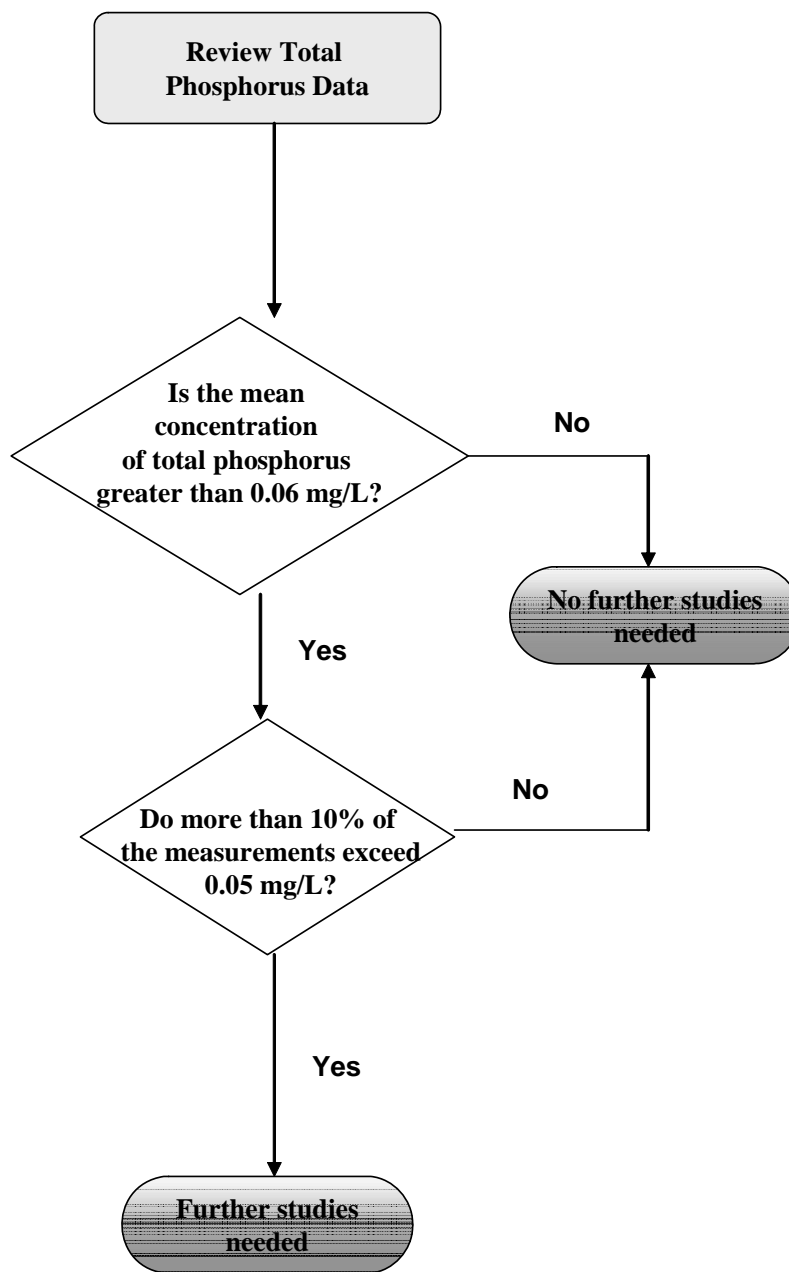 Review Total
Phosphorus Data
Is the mean
concentration
of total phosphorus
greater than 0.06 mg/L?
No
No further studies
needed
Yes
Do more than 10% of
the measurements exceed
0.05 mg/L?
No
Yes
Further studies
needed